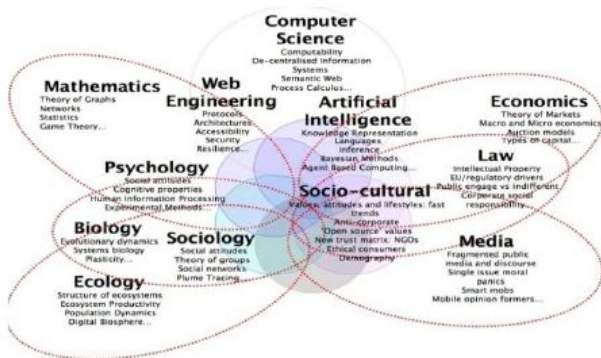 Computer
Science
Computability
De-centralised Information
Systems
Semantic Web
Process Calculus...
Mathematics
Theory of Graphs
Networks
Statistics
Game Theory...
Web
Engineering
Protocols
Architectures
Accessibility
Security
Resilience...
Artificial
Intelligence
Knowledge Representation
Languages
Inference
Bayesian Methods
Agent Based Computing...
Economics
Theory of Markets
Macro and Micro economics
Auction models
Types of capital...
Law
Intellectual Property
EU/regulatory drivers
Public engage vs indifferent
Corporate social
responsibility...
Psychology
Social attitudes
Cognitive properties
Human Information Processing
Experimental Methods...
Socio-cultural
Values, attitudes and lifestyles: fast
trends
Anti-corporate
'Open source' values
New trust matrix: NGOs
Ethical consumers
Demography
Biology
Evolutionary dynamics
Systems biology
Plasticity...
Sociology
Social attitudes
Theory of groups
Social networks
Plume Tracing...
Media
Fragmented public
media and discourse
Single issue moral
panics
Smart mobs
Mobile opinion formers...
Ecology
Structure of ecosystems
Ecosystem Productivity
Population Dynamics
Digital Biosphere...